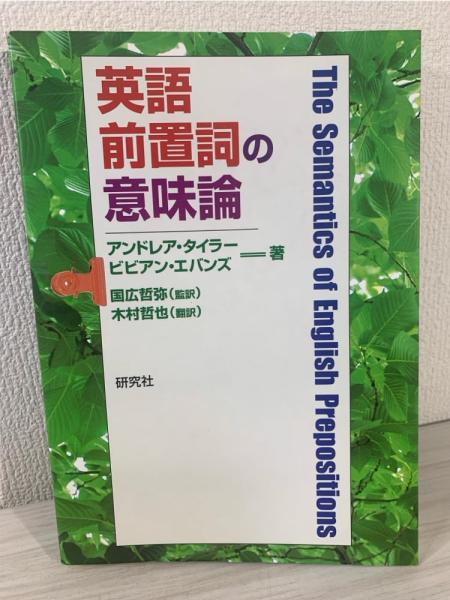 英語
前置詞の
意味論
アンドレア・タイラー
ビビアン・エバンズ
著
国広哲弥(監訳)
木村哲也(翻訳)
研究社
The Semantics of English Prepositions